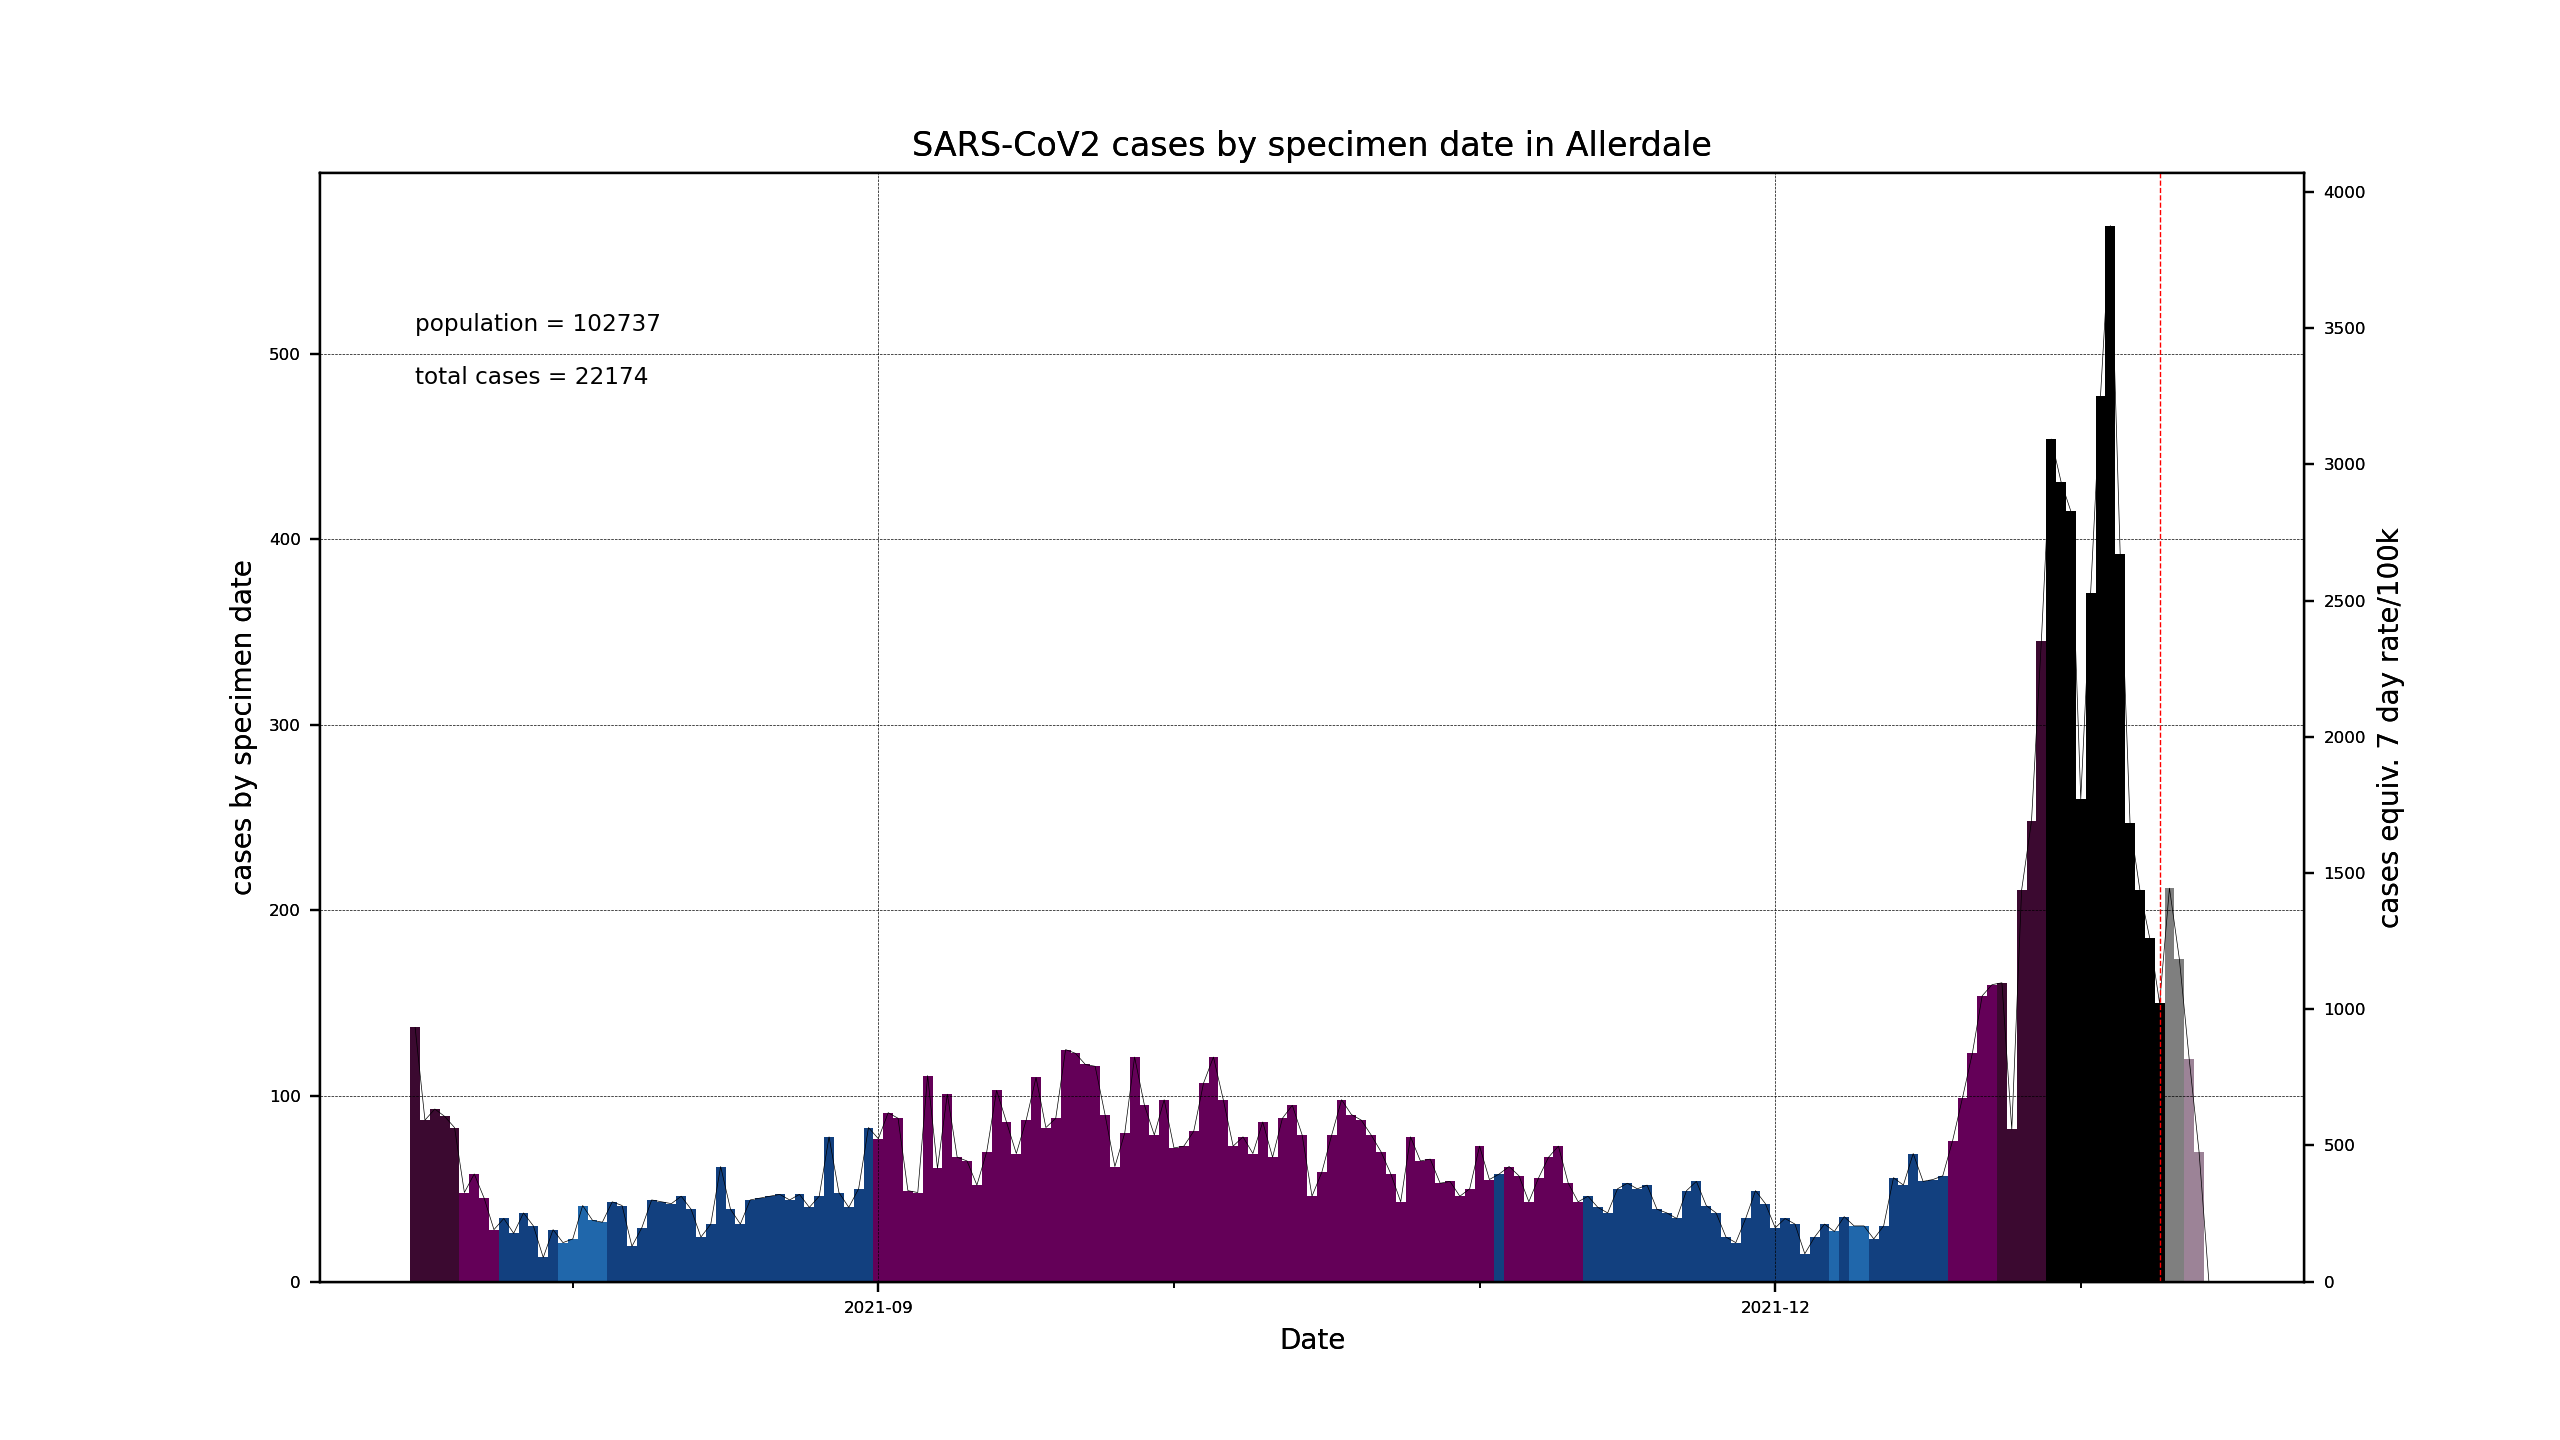 SARS-CoV2 cases by specimen date in Allerdale
population = 102737
total cases = 22174
cases by specimen date
500
400
300
200
100
0
4000
3500
3000
2500
2000
1500
1000
500
0
cases equiv. 7 day rate/100k
2021-09
2021-12
Date